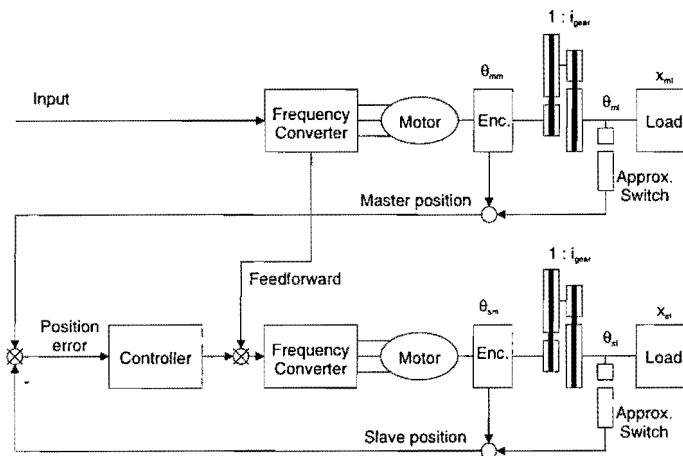 1 : i_gear
θ_mm
x_ml
Input
θ_ml
Frequency
Converter
Motor
Enc.
Load
Approx.
Switch
Master position
1 : i_gear
Feedforward
θ_sm
x_sl
Position
error
θ_sl
Controller
Frequency
Converter
Motor
Enc.
Load
Approx.
Switch
Slave position